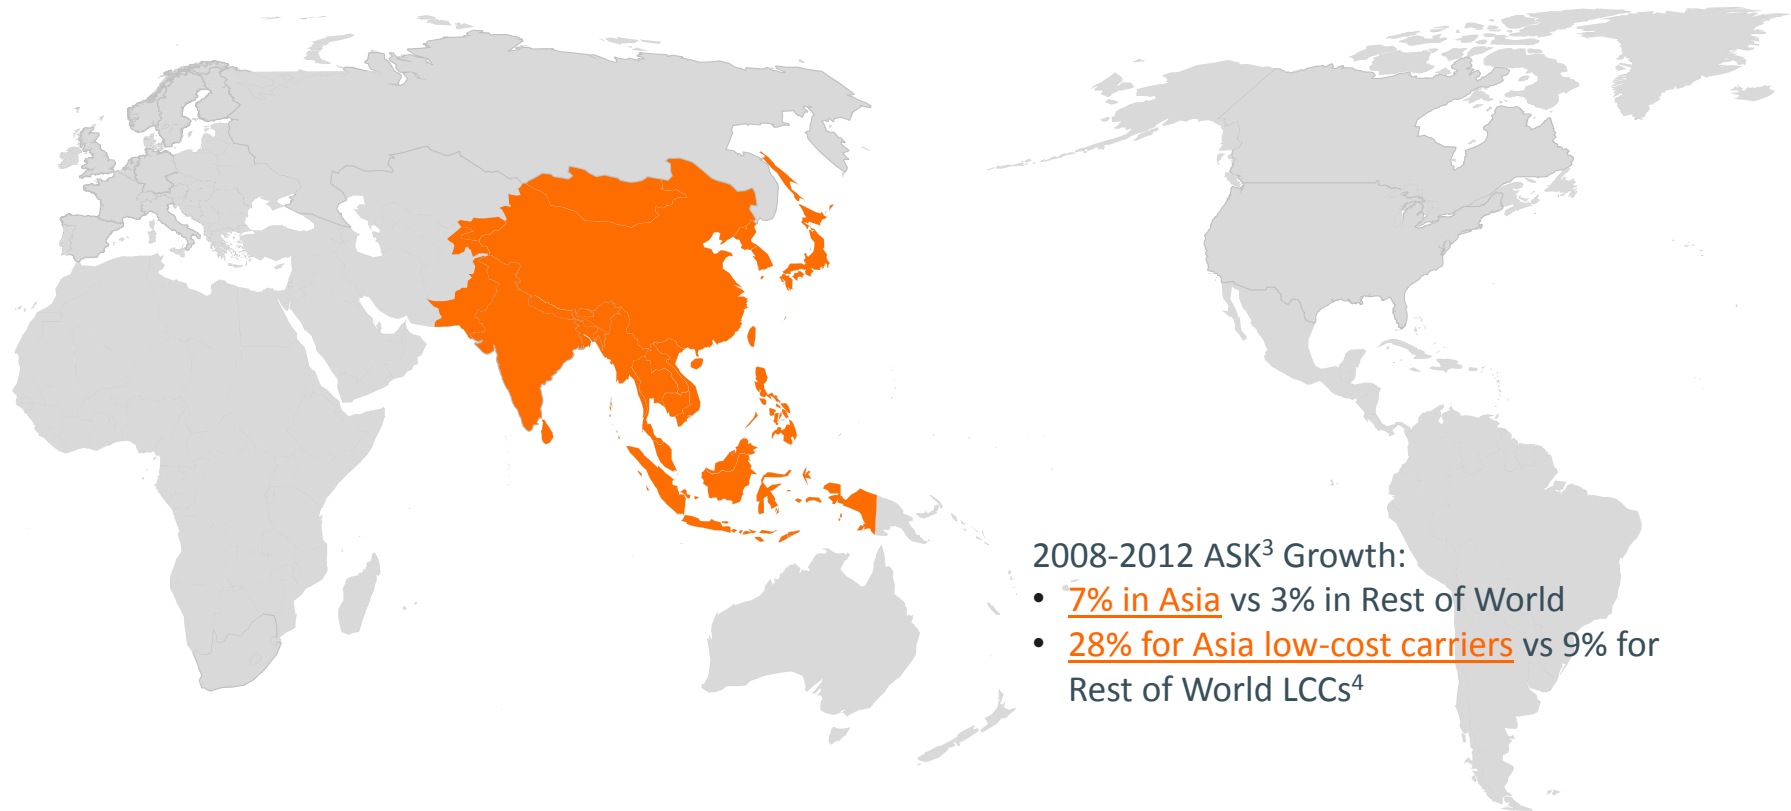 2008-2012 ASK³ Growth:
• 7% in Asia vs 3% in Rest of World
• 28% for Asia low-cost carriers vs 9% for
Rest of World LCCs⁴